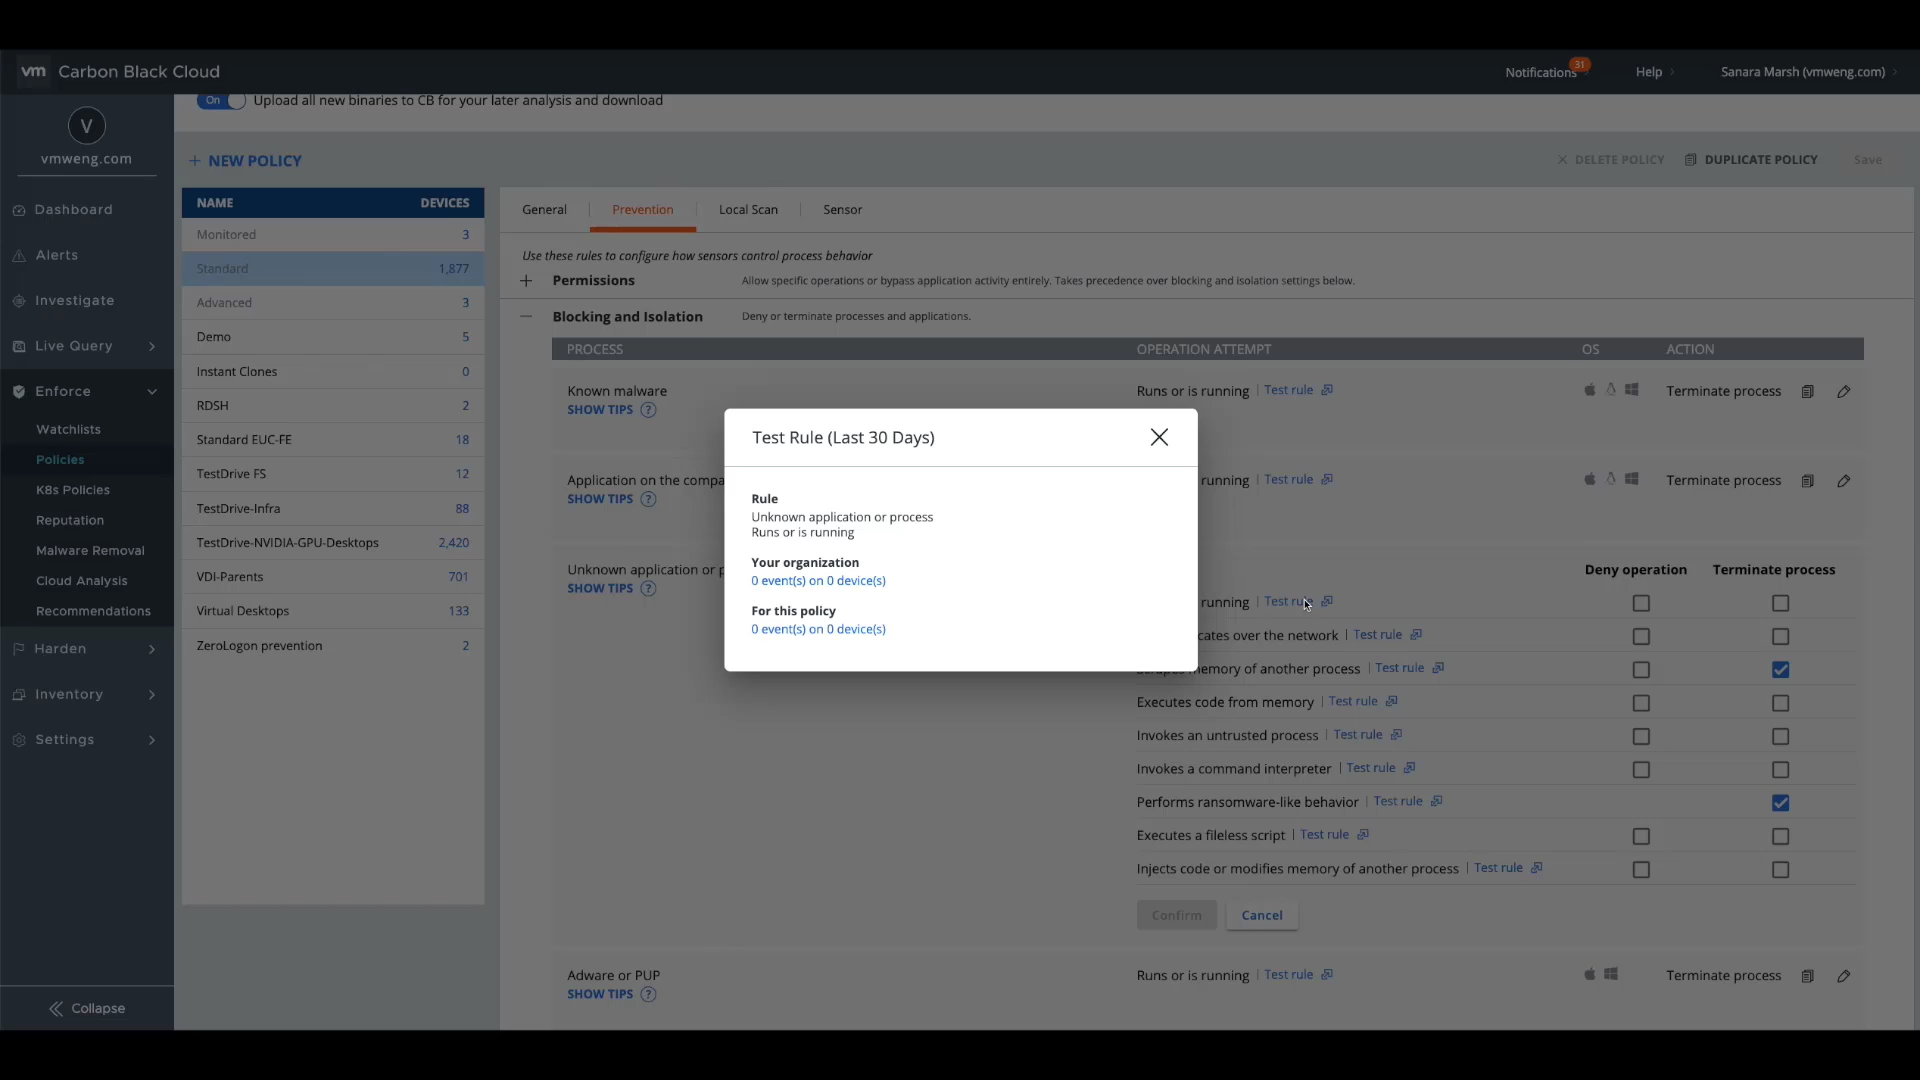 vm Carbon Black Cloud
Notifications 31 Help Sanara Marsh (vmweng.com)
On Upload all new binaries to CB for your later analysis and download
V
vmweng.com
Dashboard
Alerts
Investigate
Live Query
Enforce
Watchlists
Policies
K8s Policies
Reputation
Malware Removal
Cloud Analysis
Recommendations
Harden
Inventory
Settings
Collapse
+ NEW POLICY
DELETE POLICY DUPLICATE POLICY Save
NAME DEVICES
Monitored 3
Standard 1,877
Advanced 3
Demo 5
Instant Clones 0
RDSH 2
Standard EUC-FE 18
TestDrive FS 12
TestDrive-Infra 88
TestDrive-NVIDIA-GPU-Desktops 2,420
VDI-Parents 701
Virtual Desktops 133
ZeroLogon prevention 2
General Prevention Local Scan Sensor
Use these rules to configure how sensors control process behavior
Permissions Allow specific operations or bypass application activity entirely. Takes precedence over blocking and isolation settings below.
Blocking and Isolation Deny or terminate processes and applications.
PROCESS OPERATION ATTEMPT OS ACTION
Known malware Runs or is running | Test rule Terminate process
SHOW TIPS ?
Application on the compa running | Test rule Terminate process
SHOW TIPS ?
Unknown application or p Deny operation Terminate process
SHOW TIPS ?
running | Test rule
cates over the network | Test rule
memory of another process | Test rule
Executes code from memory | Test rule
Invokes an untrusted process | Test rule
Invokes a command interpreter | Test rule
Performs ransomware-like behavior | Test rule
Executes a fileless script | Test rule
Injects code or modifies memory of another process | Test rule
Confirm Cancel
Adware or PUP Runs or is running | Test rule Terminate process
SHOW TIPS ?
Test Rule (Last 30 Days)
Rule
Unknown application or process
Runs or is running
Your organization
0 event(s) on 0 device(s)
For this policy
0 event(s) on 0 device(s)